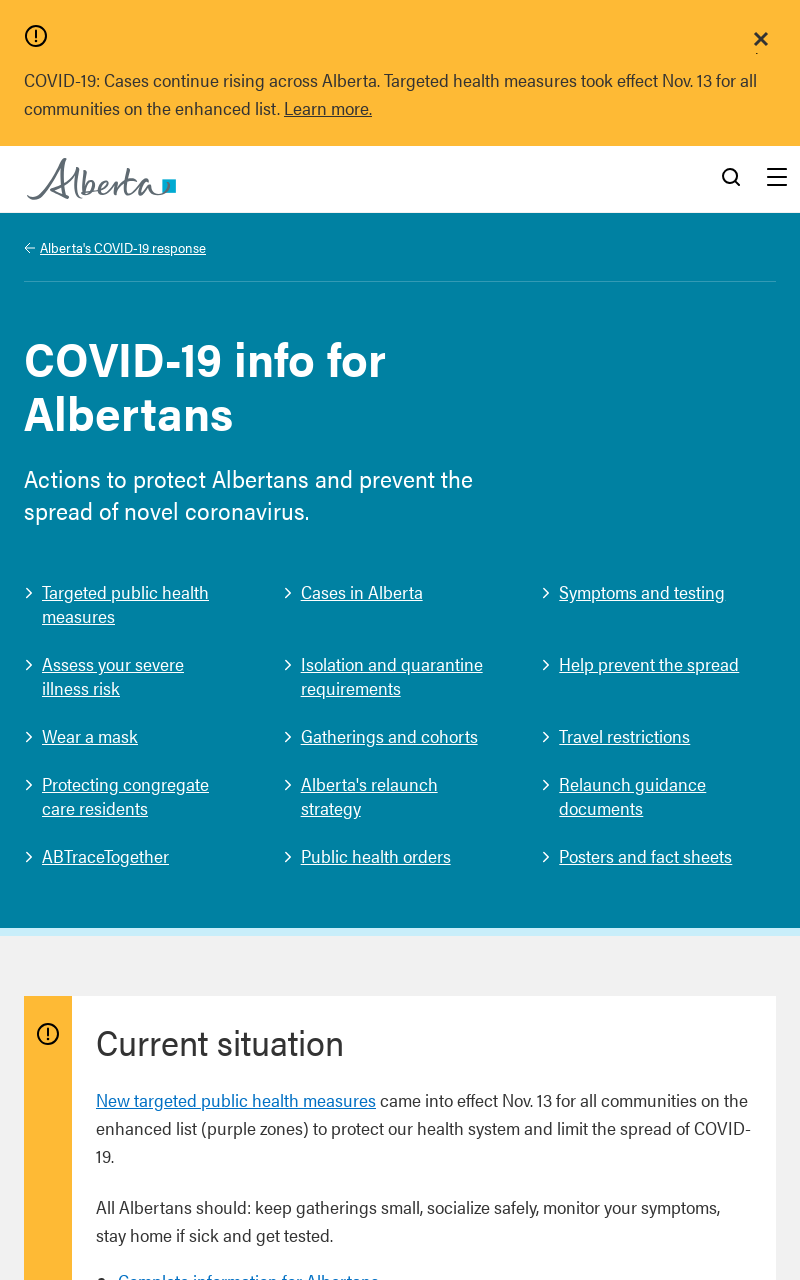 COVID-19: Cases continue rising across Alberta. Targeted health measures took effect Nov. 13 for all
communities on the enhanced list. Learn more.
Alberta
Alberta's COVID-19 response
COVID-19 info for
Albertans
Actions to protect Albertans and prevent the
spread of novel coronavirus.
Targeted public health
measures
Cases in Alberta
Symptoms and testing
Assess your severe
illness risk
Isolation and quarantine
requirements
Help prevent the spread
Wear a mask
Gatherings and cohorts
Travel restrictions
Protecting congregate
care residents
Alberta's relaunch
strategy
Relaunch guidance
documents
ABTraceTogether
Public health orders
Posters and fact sheets
Current situation
New targeted public health measures came into effect Nov. 13 for all communities on the
enhanced list (purple zones) to protect our health system and limit the spread of COVID-
19.
All Albertans should: keep gatherings small, socialize safely, monitor your symptoms,
stay home if sick and get tested.
Complete information for Albertans